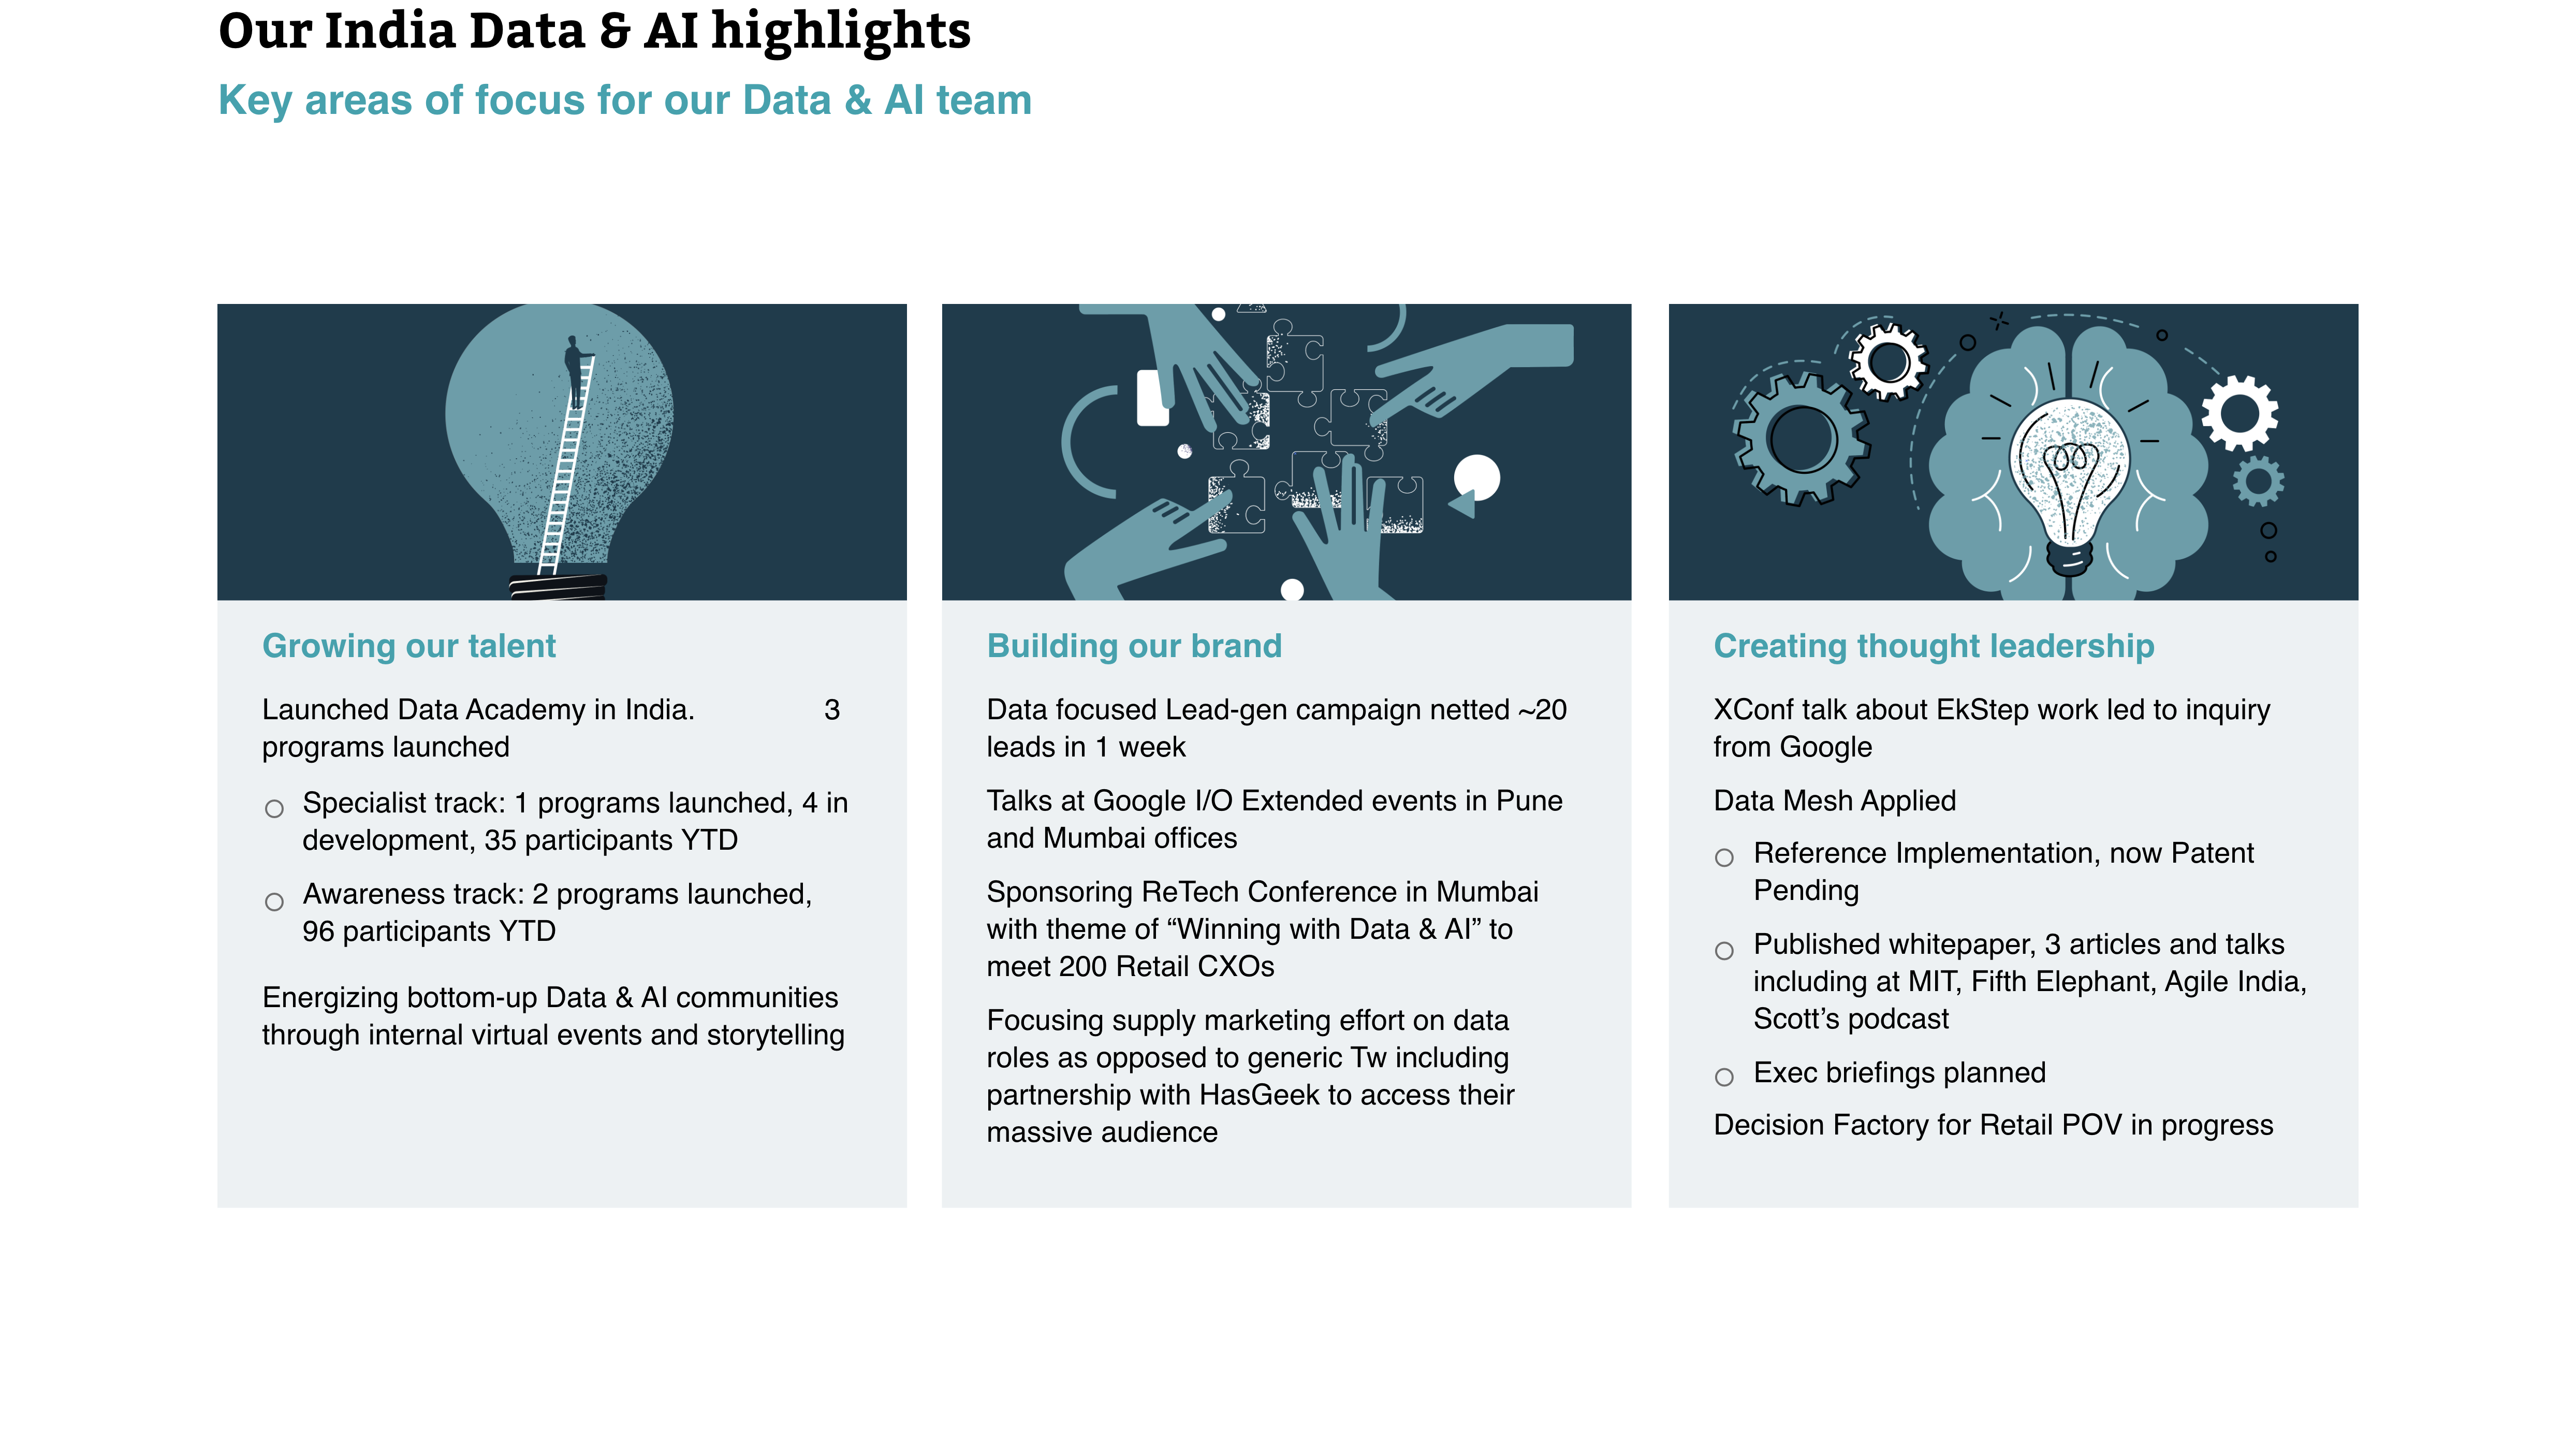 Our India Data & AI highlights
Key areas of focus for our Data & AI team
Growing our talent
Launched Data Academy in India. 3
programs launched
Specialist track: 1 programs launched, 4 in
development, 35 participants YTD
Awareness track: 2 programs launched,
96 participants YTD
Energizing bottom-up Data & AI communities
through internal virtual events and storytelling
Building our brand
Data focused Lead-gen campaign netted ~20
leads in 1 week
Talks at Google I/O Extended events in Pune
and Mumbai offices
Sponsoring ReTech Conference in Mumbai
with theme of “Winning with Data & AI” to
meet 200 Retail CXOs
Focusing supply marketing effort on data
roles as opposed to generic Tw including
partnership with HasGeek to access their
massive audience
Creating thought leadership
XConf talk about EkStep work led to inquiry
from Google
Data Mesh Applied
Reference Implementation, now Patent
Pending
Published whitepaper, 3 articles and talks
including at MIT, Fifth Elephant, Agile India,
Scott’s podcast
Exec briefings planned
Decision Factory for Retail POV in progress